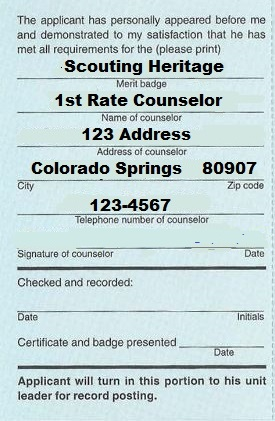 The applicant has personally appeared before me
and demonstrated to my satisfaction that he has
met all requirements for the (please print)
Scouting Heritage
Merit badge
1st Rate Counselor
Name of counselor
123 Address
Address of counselor
Colorado Springs 80907
City Zip code
123-4567
Telephone number of counselor
Signature of counselor Date
Checked and recorded:
Date Initials
Certificate and badge presented
Date
Applicant will turn in this portion to his unit
leader for record posting.